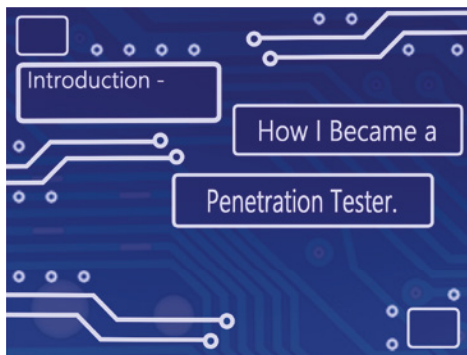 Introduction -
How I Became a
Penetration Tester.